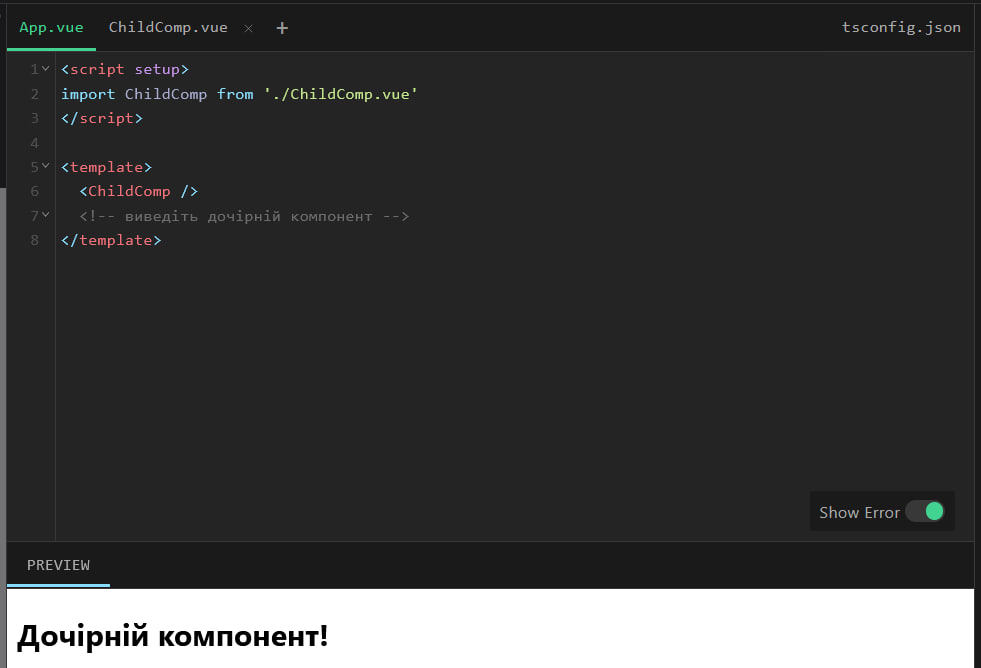 App.vue ChildComp.vue × + tsconfig.json
1 <script setup>
2 import ChildComp from './ChildComp.vue'
3 </script>
4
5 <template>
6   <ChildComp />
7   <!-- виведіть дочірній компонент -->
8 </template>
Show Error
PREVIEW
Дочірній компонент!